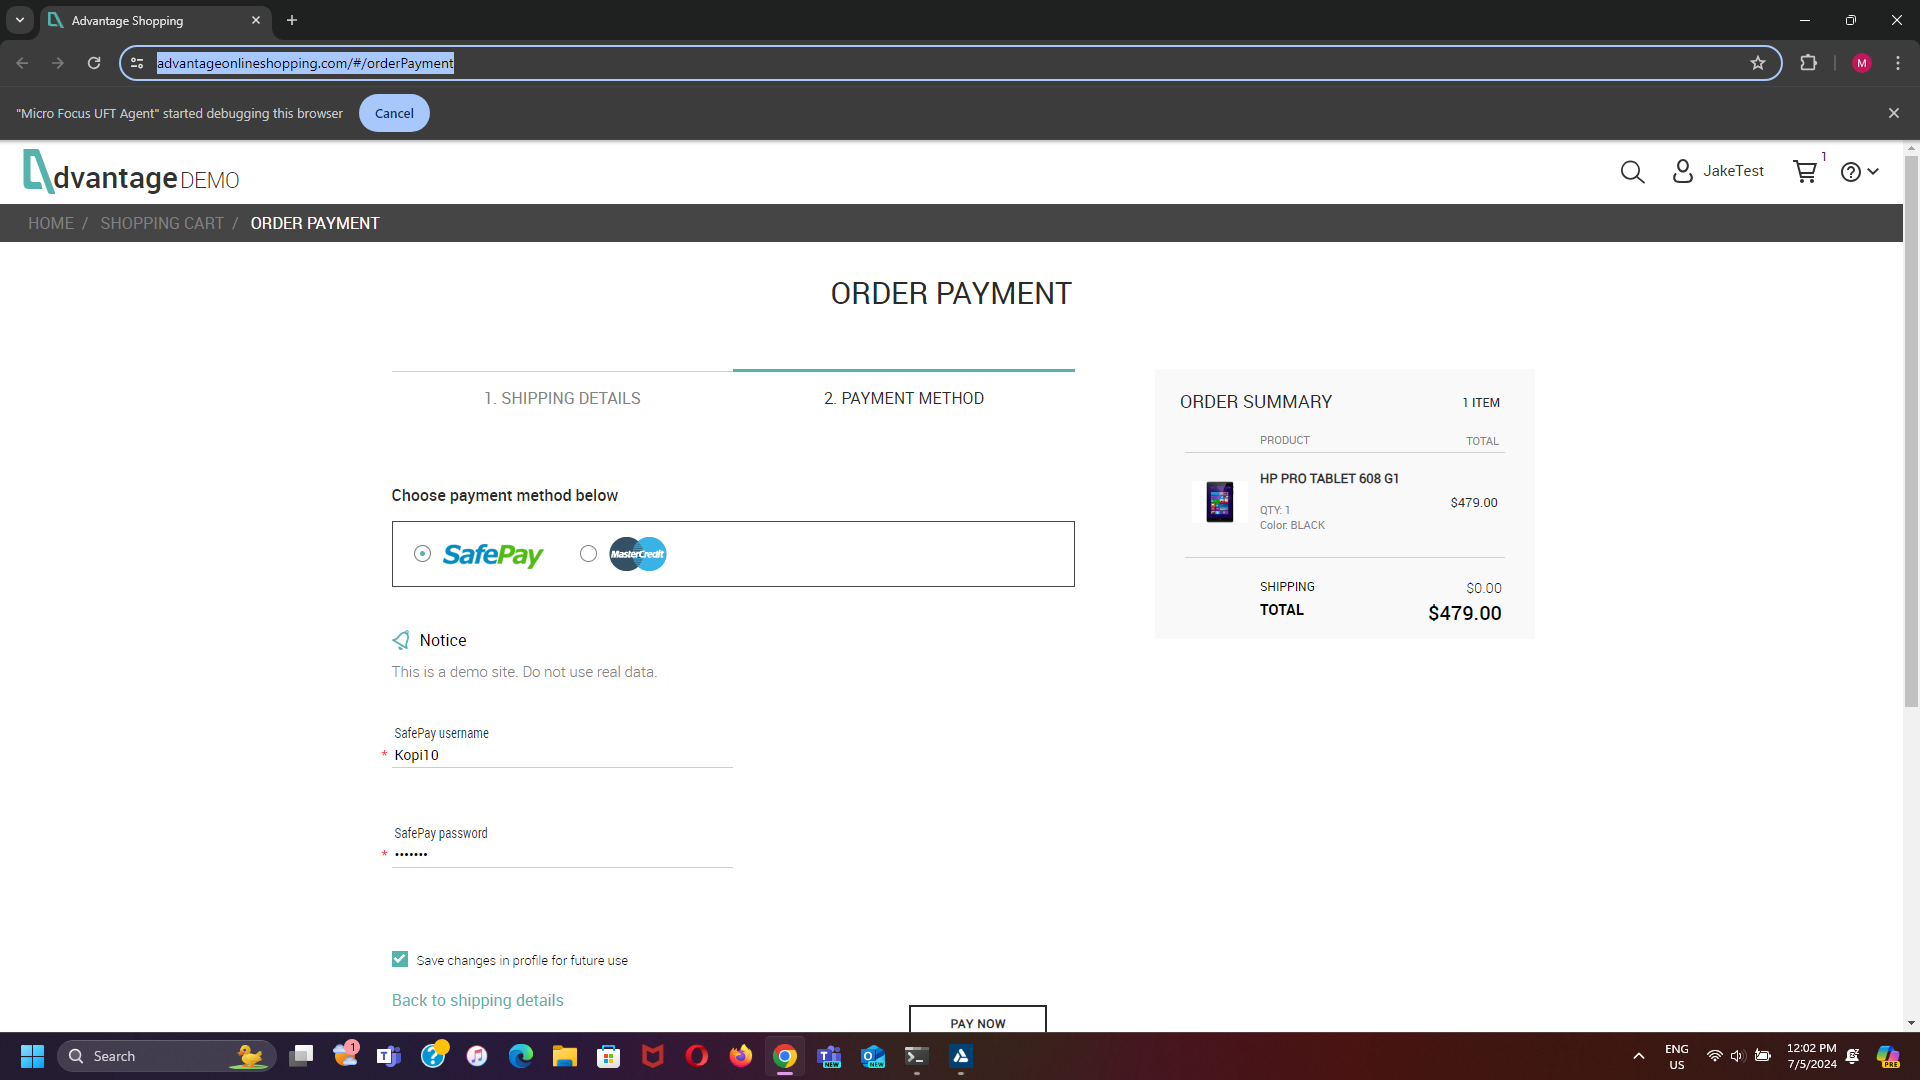 Advantage Shopping
advantageonlineshopping.com/#/orderPayment
M
"Micro Focus UFT Agent" started debugging this browser
Cancel
dvantage DEMO
JakeTest
1
HOME / SHOPPING CART / ORDER PAYMENT
ORDER PAYMENT
1. SHIPPING DETAILS
2. PAYMENT METHOD
Choose payment method below
SafePay
MasterCredit
Notice
This is a demo site. Do not use real data.
SafePay username
* Kopi10
SafePay password
* •••••••
Save changes in profile for future use
Back to shipping details
PAY NOW
ORDER SUMMARY
1 ITEM
PRODUCT
TOTAL
HP PRO TABLET 608 G1
$479.00
QTY: 1
Color: BLACK
SHIPPING
$0.00
TOTAL
$479.00
Search
1
T
NEW
NEW
ENG
US
12:02 PM
7/5/2024
PRE